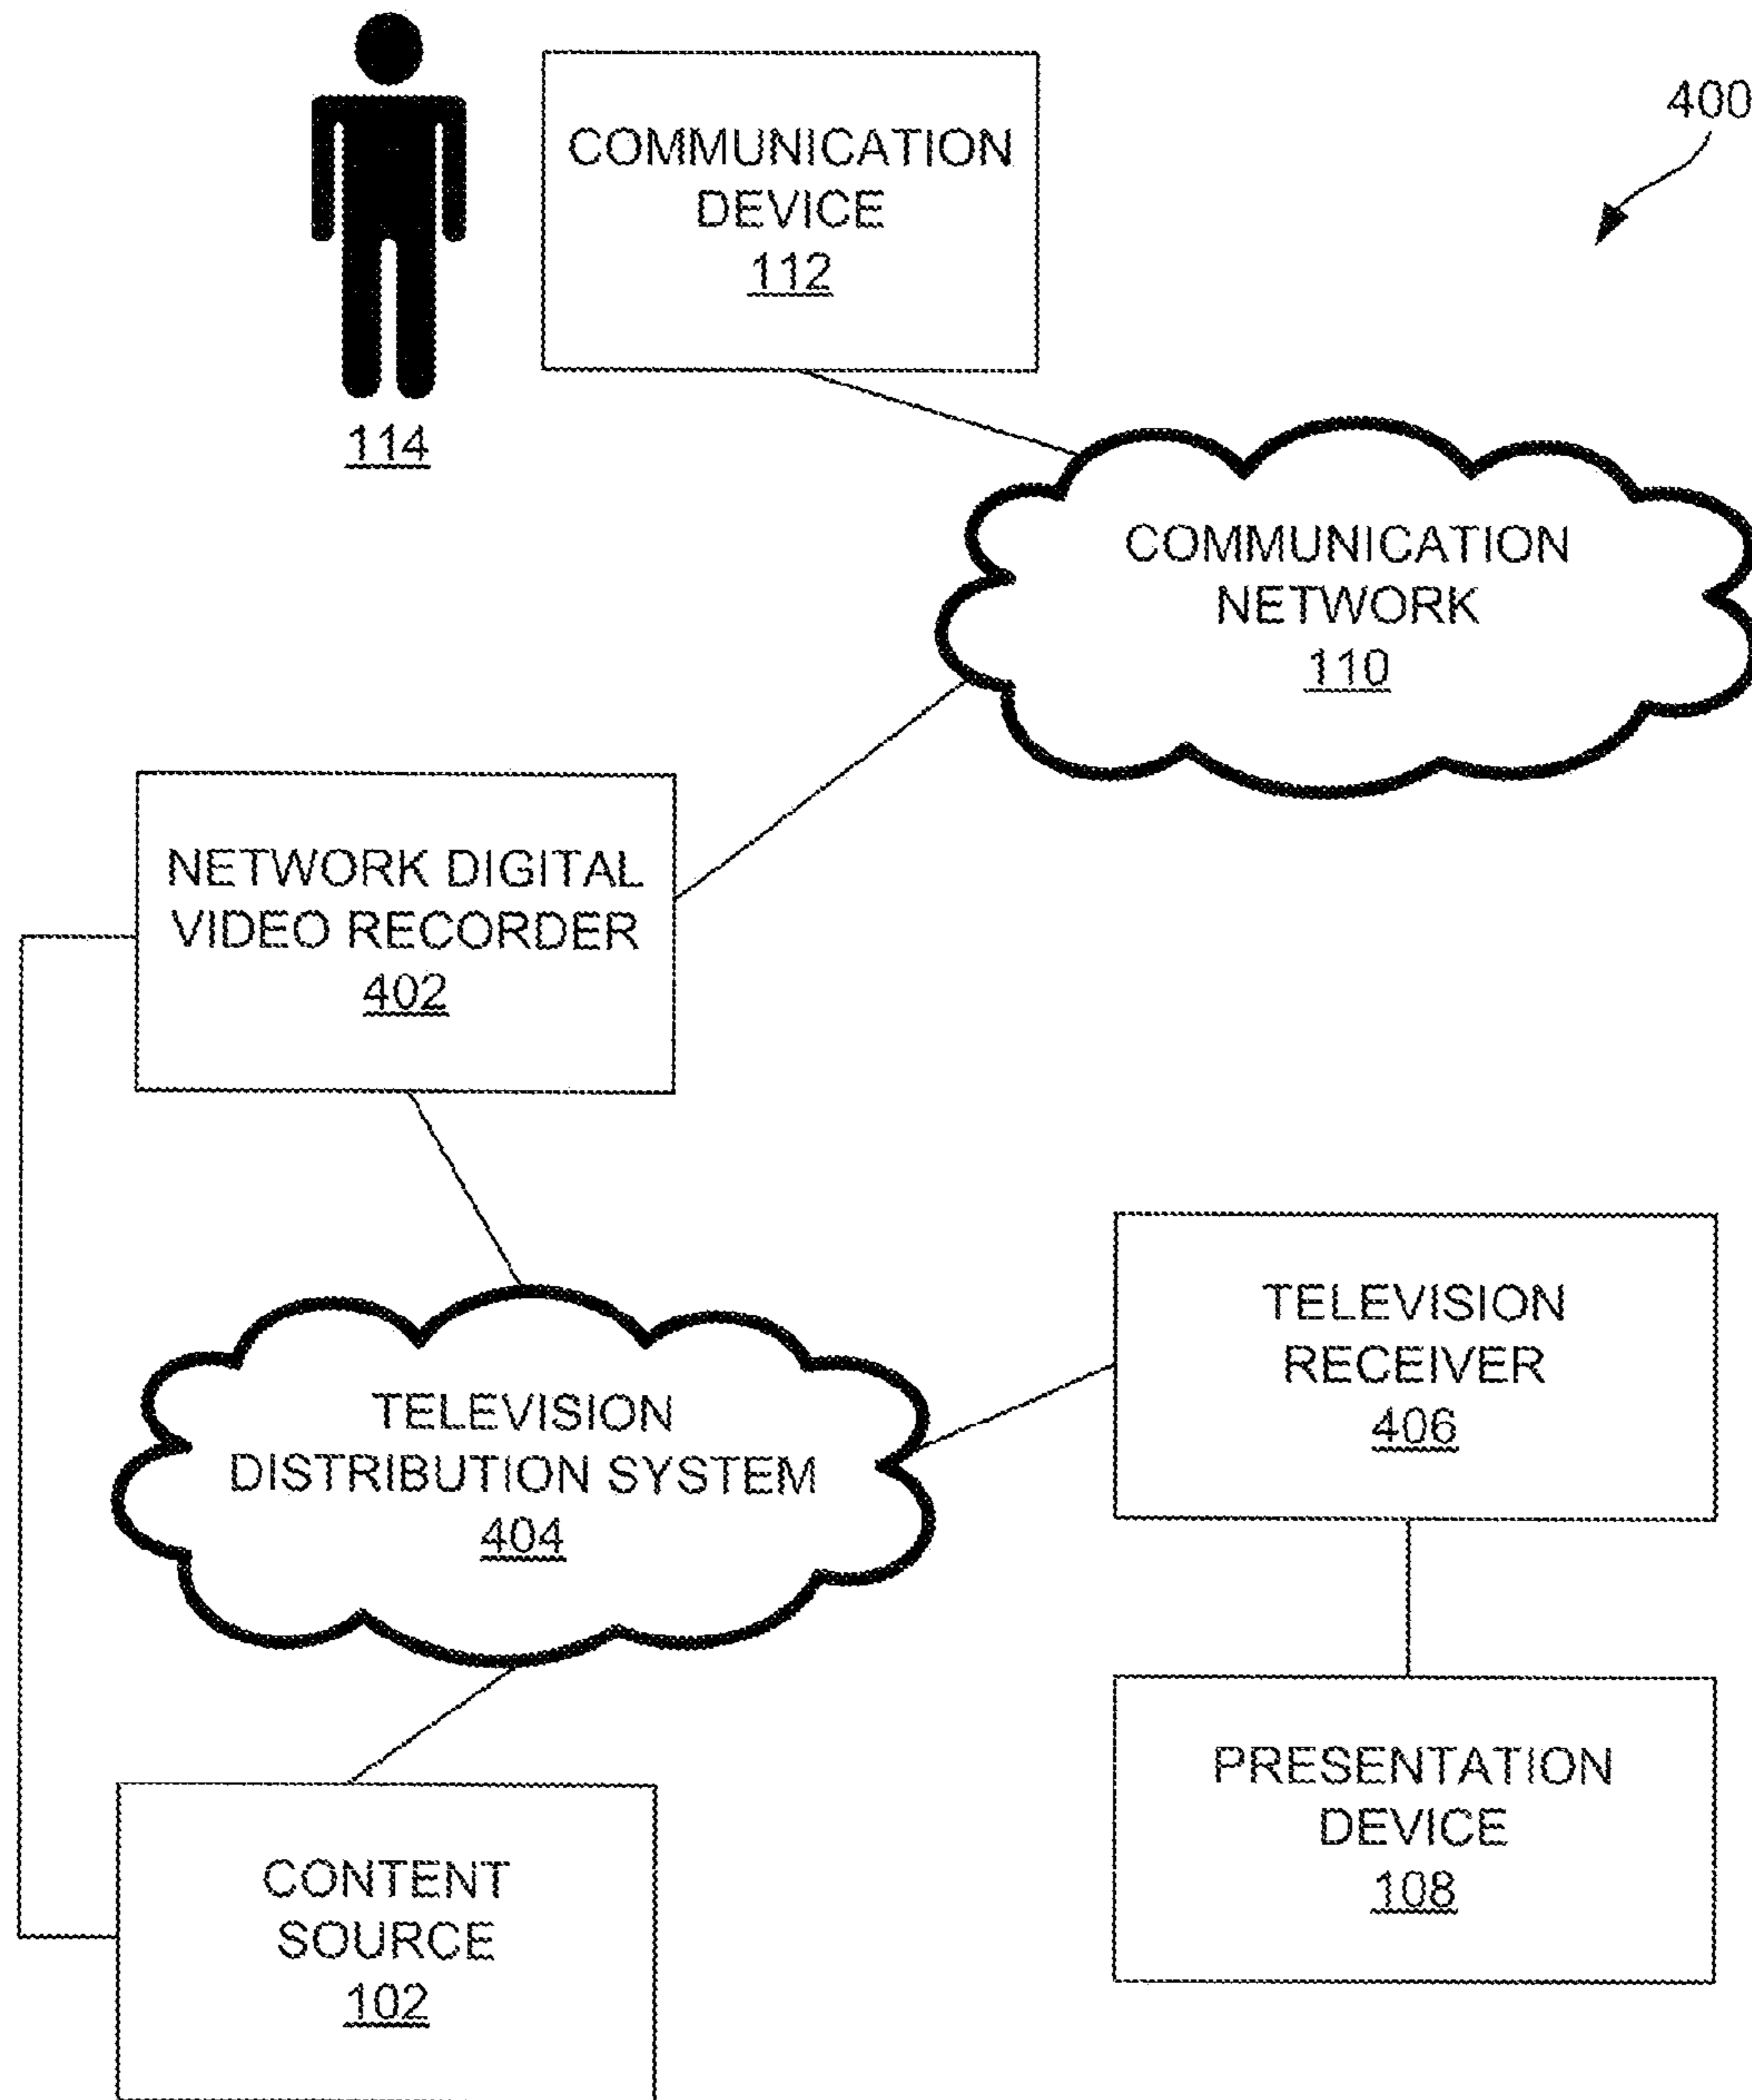 COMMUNICATION
DEVICE
112
400
114
COMMUNICATION
NETWORK
110
NETWORK DIGITAL
VIDEO RECORDER
402
TELEVISION
RECEIVER
406
TELEVISION
DISTRIBUTION SYSTEM
404
PRESENTATION
DEVICE
108
CONTENT
SOURCE
102